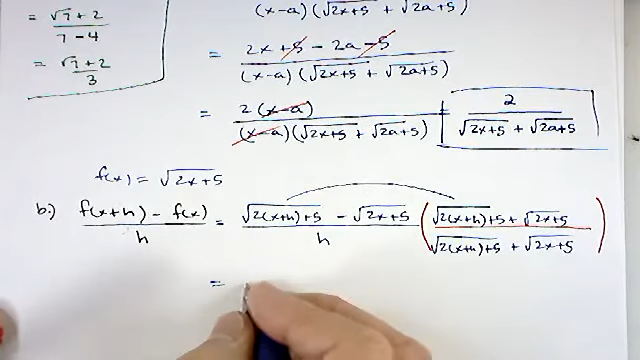 = (√7 + 2) / (7 - 4)
= (√7 + 2) / 3
(x-a)(√2x+5 + √2a+5)
= (2x + 5 - 2a - 5) / ((x-a)(√2x+5 + √2a+5))
= (2(x-a)) / ((x-a)(√2x+5 + √2a+5)) = 2 / (√2x+5 + √2a+5)
f(x) = √2x+5
b.) (f(x+h) - f(x)) / h = (√2(x+h)+5 - √2x+5) / h ((√2(x+h)+5 + √2x+5) / (√2(x+h)+5 + √2x+5))
=